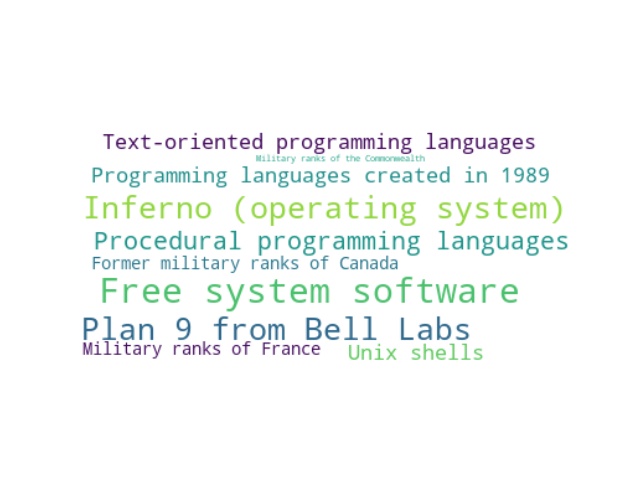 Text-oriented programming languages
Military ranks of the Commonwealth
Programming languages created in 1989
Inferno (operating system)
Procedural programming languages
Former military ranks of Canada
Free system software
Plan 9 from Bell Labs
Military ranks of France
Unix shells